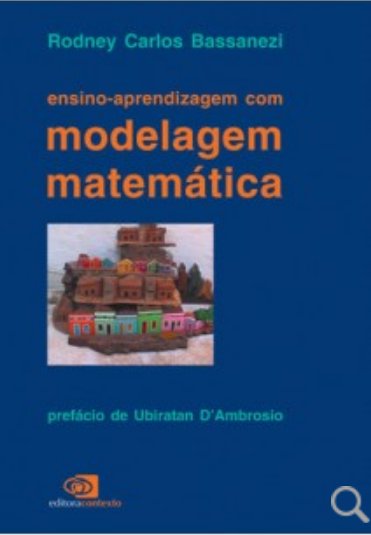 Rodney Carlos Bassanezi
ensino-aprendizagem com
modelagem
matemática
prefácio de Ubiratan D'Ambrosio
editoracontexto